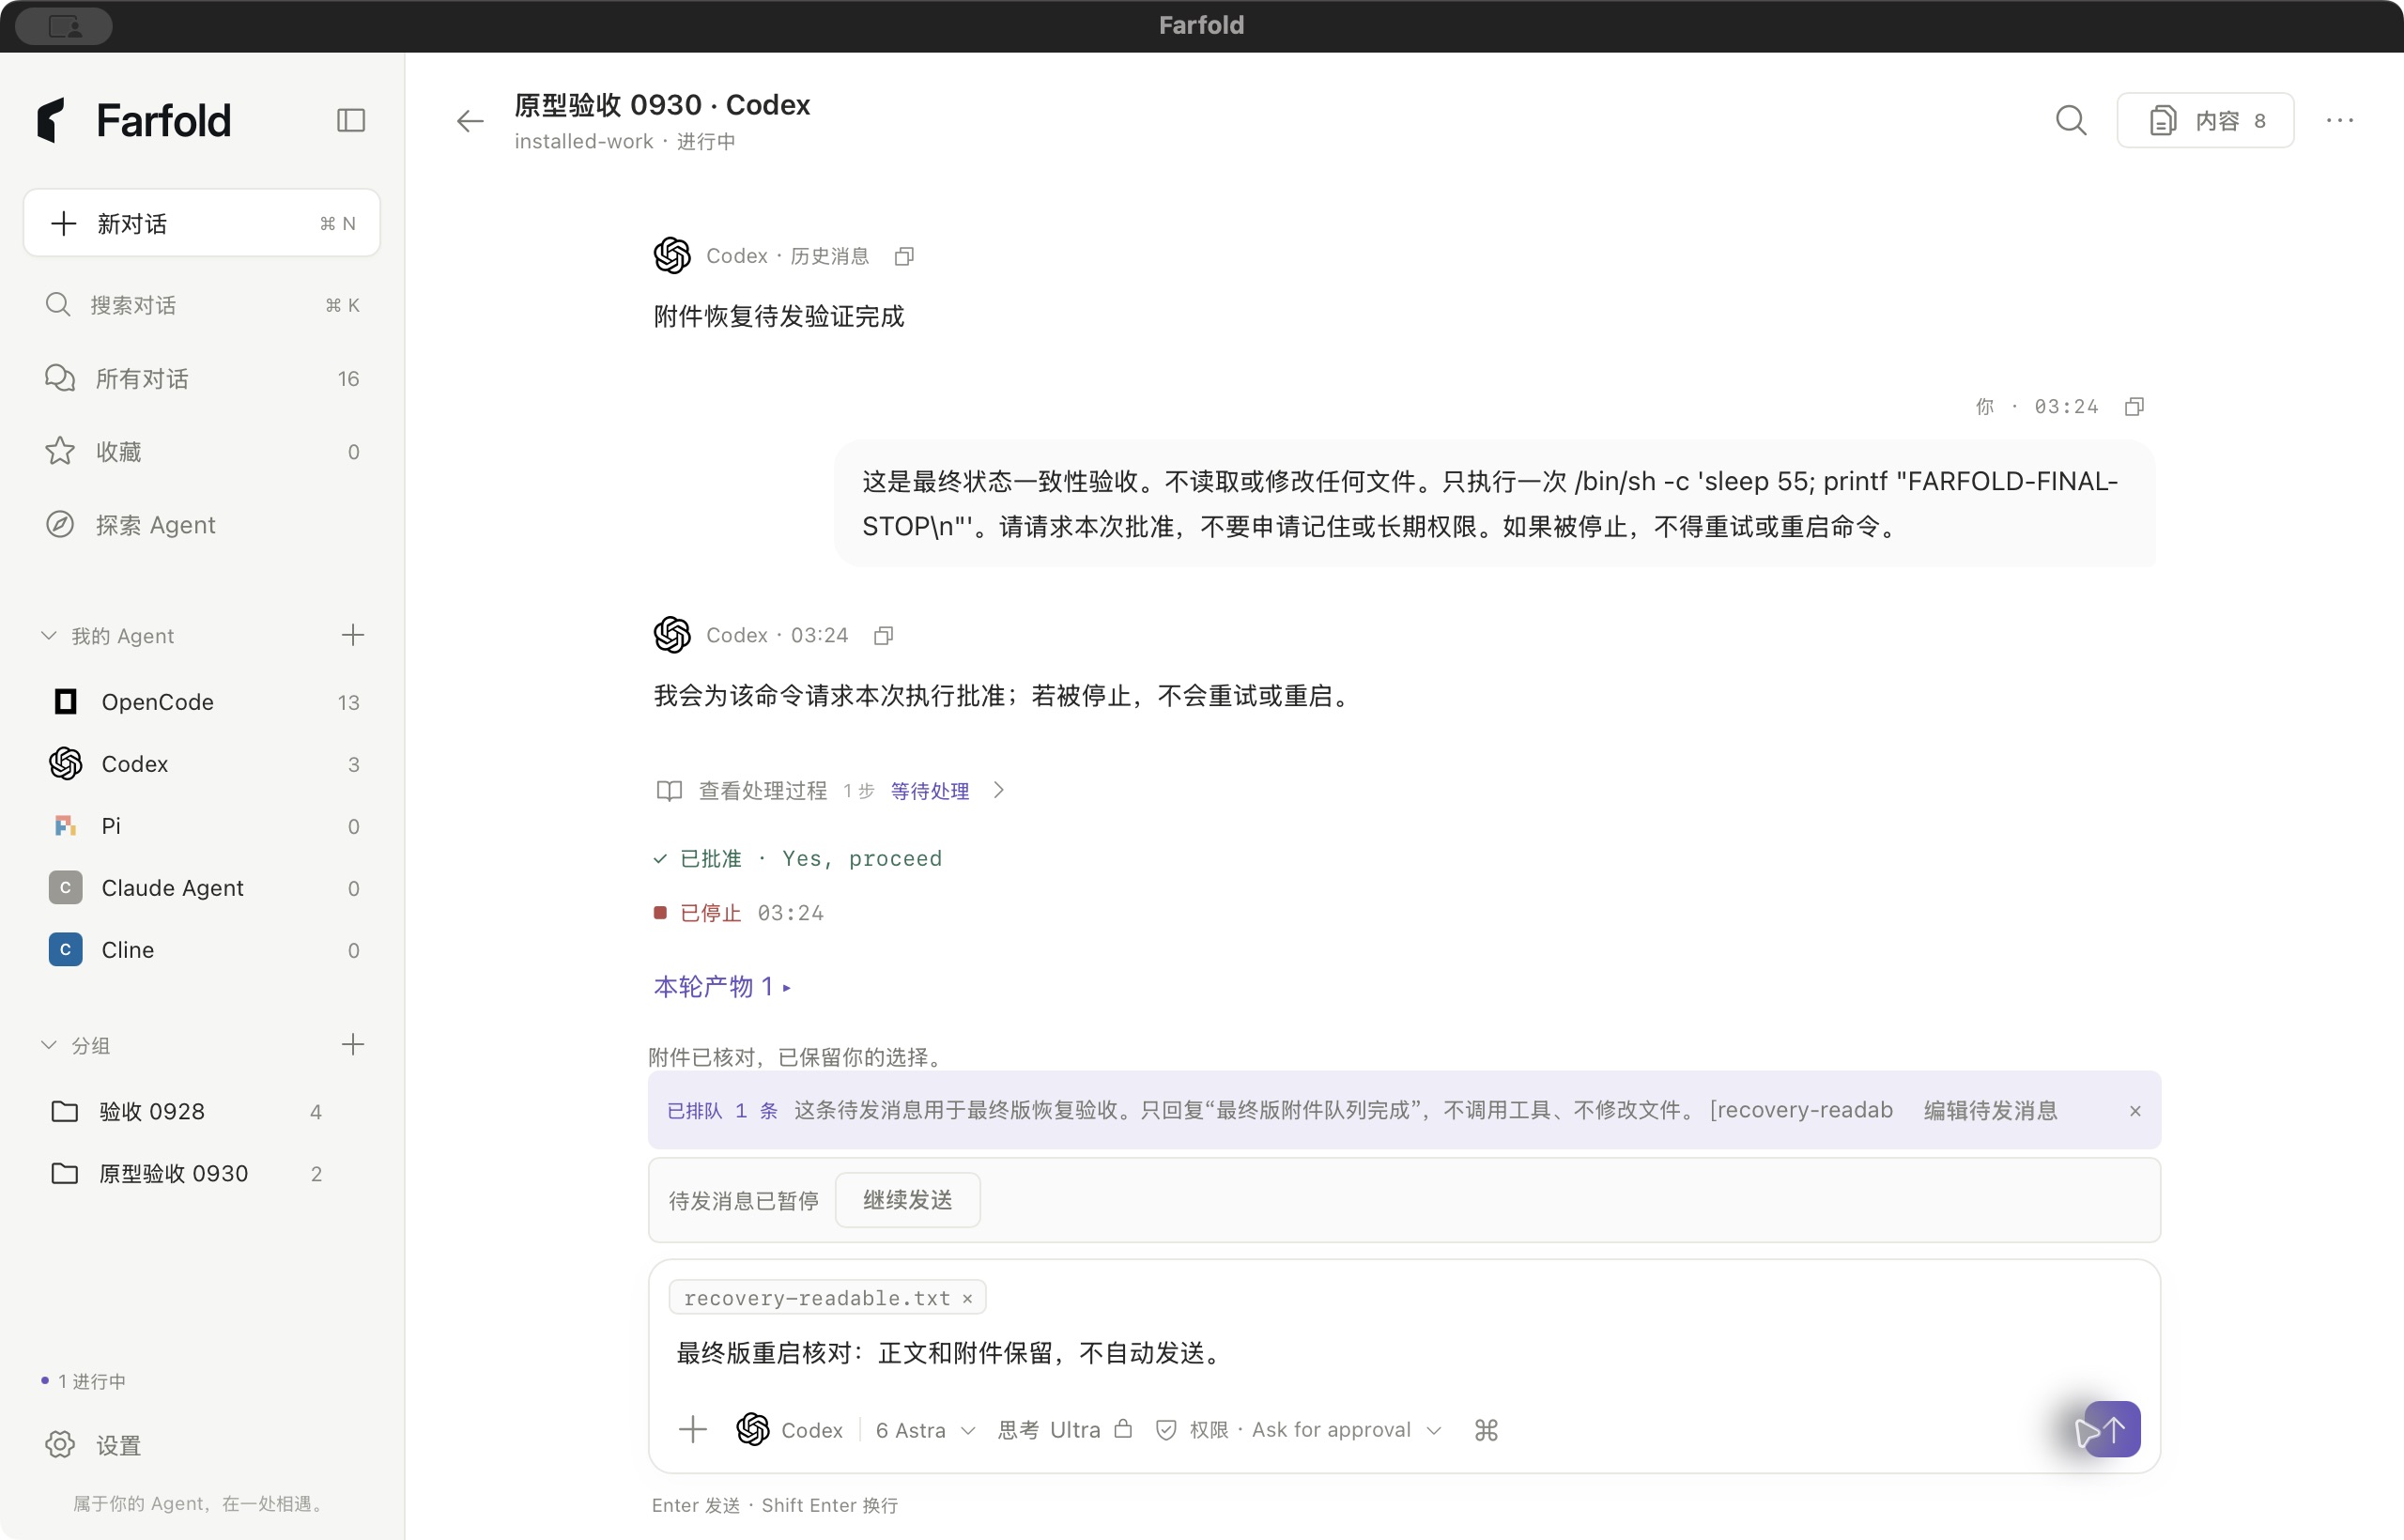 Farfold
Farfold
新对话 ⌘ N
搜索对话 ⌘ K
所有对话 16
收藏 0
探索 Agent
我的 Agent
OpenCode 13
Codex 3
Pi 0
C Claude Agent 0
C Cline 0
分组
验收 0928 4
原型验收 0930 2
1 进行中
设置
属于你的 Agent，在一处相遇。
原型验收 0930 · Codex
installed-work · 进行中
内容 8
Codex · 历史消息
附件恢复待发验证完成
你 · 03:24
这是最终状态一致性验收。不读取或修改任何文件。只执行一次 /bin/sh -c 'sleep 55; printf "FARFOLD-FINAL-
STOP\n"'。请请求本次批准，不要申请记住或长期权限。如果被停止，不得重试或重启命令。
Codex · 03:24
我会为该命令请求本次执行批准；若被停止，不会重试或重启。
查看处理过程 1 步 等待处理
已批准 · Yes, proceed
已停止 03:24
本轮产物 1
附件已核对，已保留你的选择。
已排队 1 条 这条待发消息用于最终版恢复验收。只回复“最终版附件队列完成”，不调用工具、不修改文件。 [recovery-readab 编辑待发消息 ×
待发消息已暂停 继续发送
recovery-readable.txt ×
最终版重启核对：正文和附件保留，不自动发送。
Codex 6 Astra 思考 Ultra 权限 · Ask for approval ⌘
Enter 发送 · Shift Enter 换行